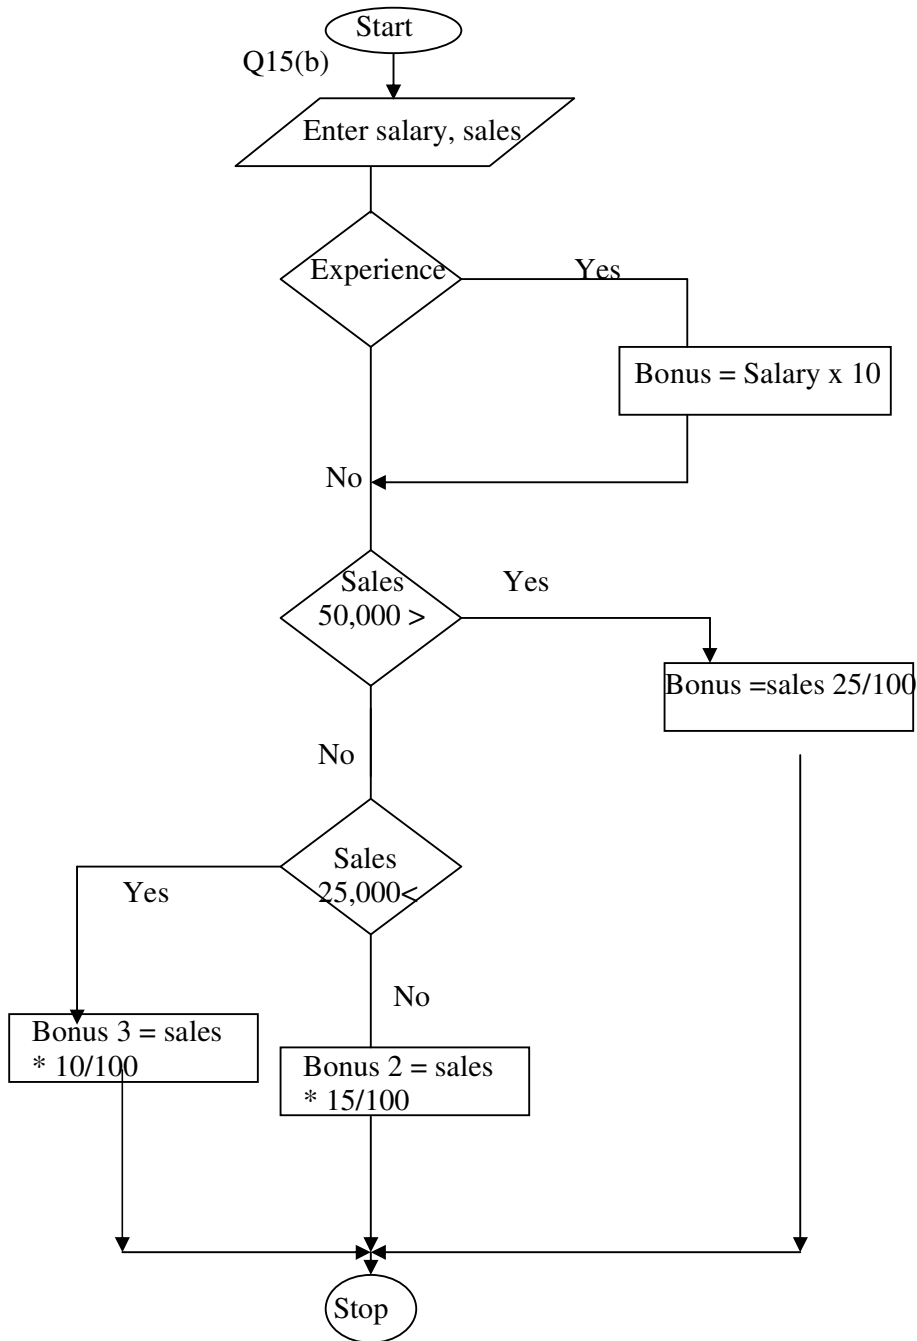 Start
Q15(b)
Enter salary, sales
Experience
Yes
Bonus = Salary x 10
No
Sales
50,000 >
Yes
Bonus =sales 25/100
No
Sales
25,000<
Yes
No
Bonus 3 = sales
* 10/100
Bonus 2 = sales
* 15/100
Stop